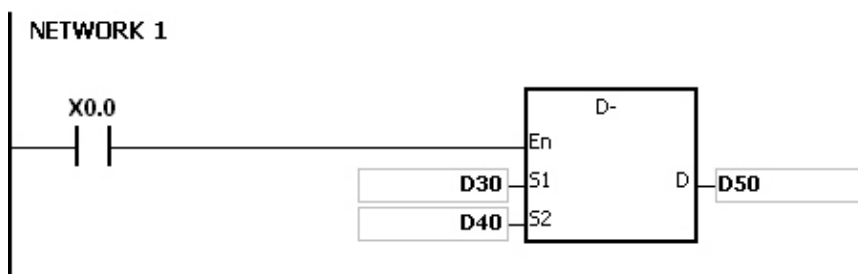 NETWORK 1
X0.0
D-
En
D30 S1 D D50
D40 S2